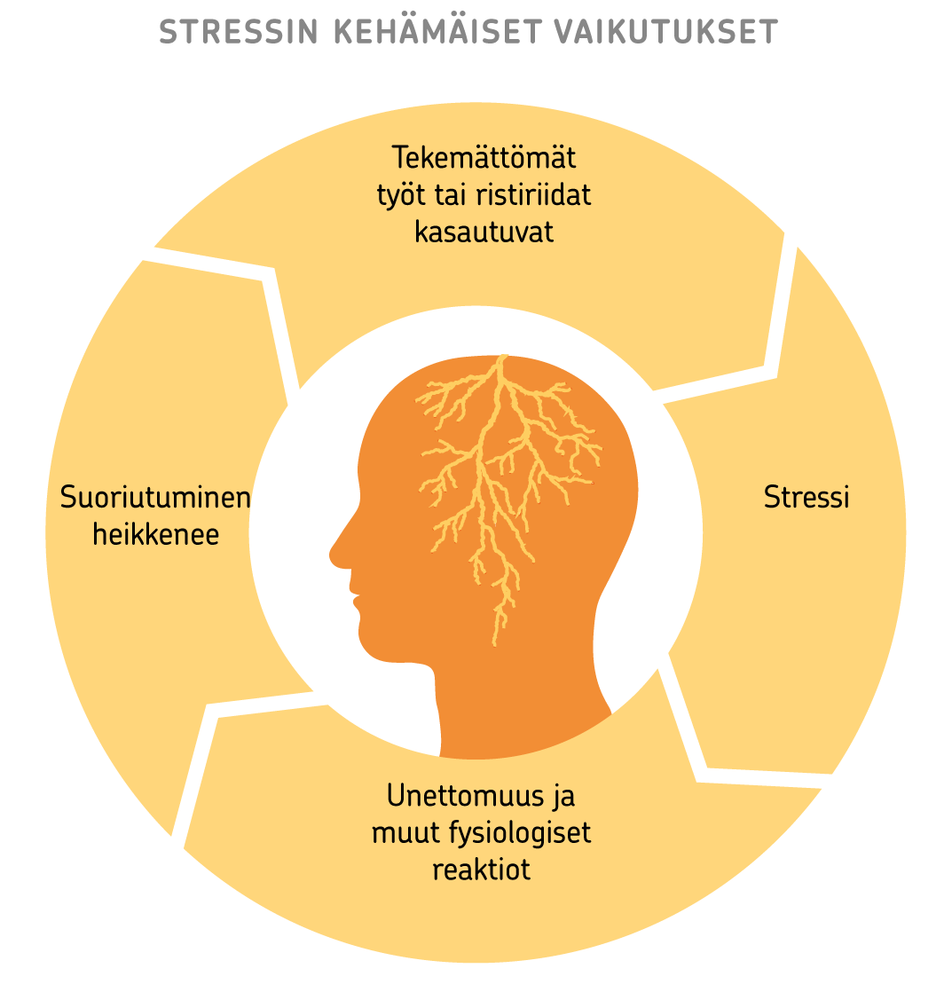 STRESSIN KEHÄMÄISET VAIKUTUKSET
Tekemättömät
työt tai ristiriidat
kasautuvat
Stressi
Unettomuus ja
muut fysiologiset
reaktiot
Suoriutuminen
heikkenee